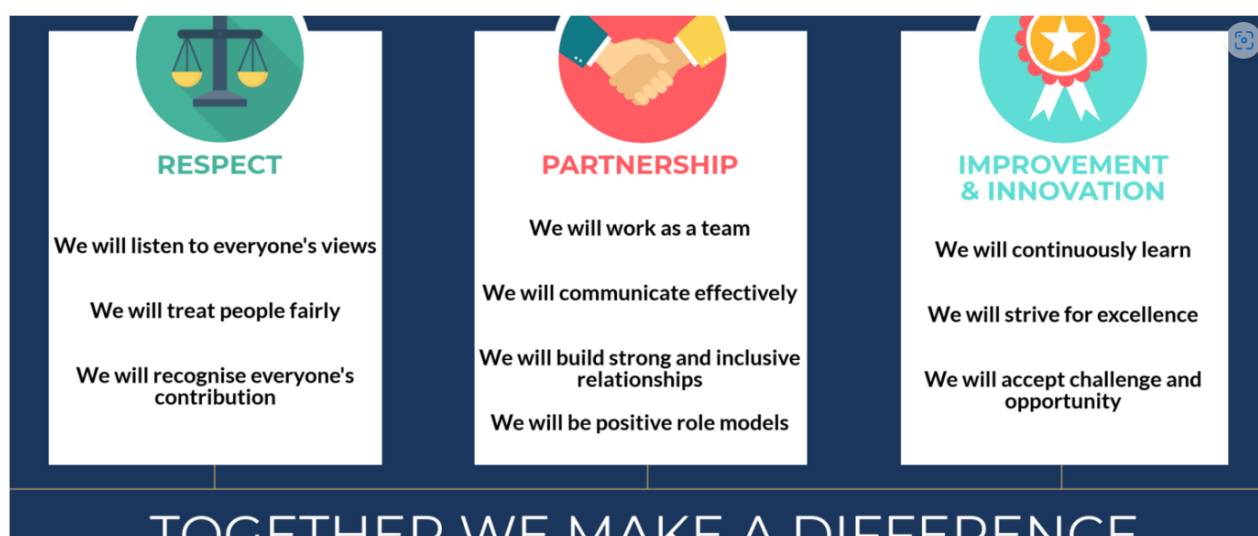 RESPECT
We will listen to everyone's views
We will treat people fairly
We will recognise everyone's
contribution
PARTNERSHIP
We will work as a team
We will communicate effectively
We will build strong and inclusive
relationships
We will be positive role models
IMPROVEMENT
& INNOVATION
We will continuously learn
We will strive for excellence
We will accept challenge and
opportunity
TOGETHER WE MAKE A DIFFERENCE